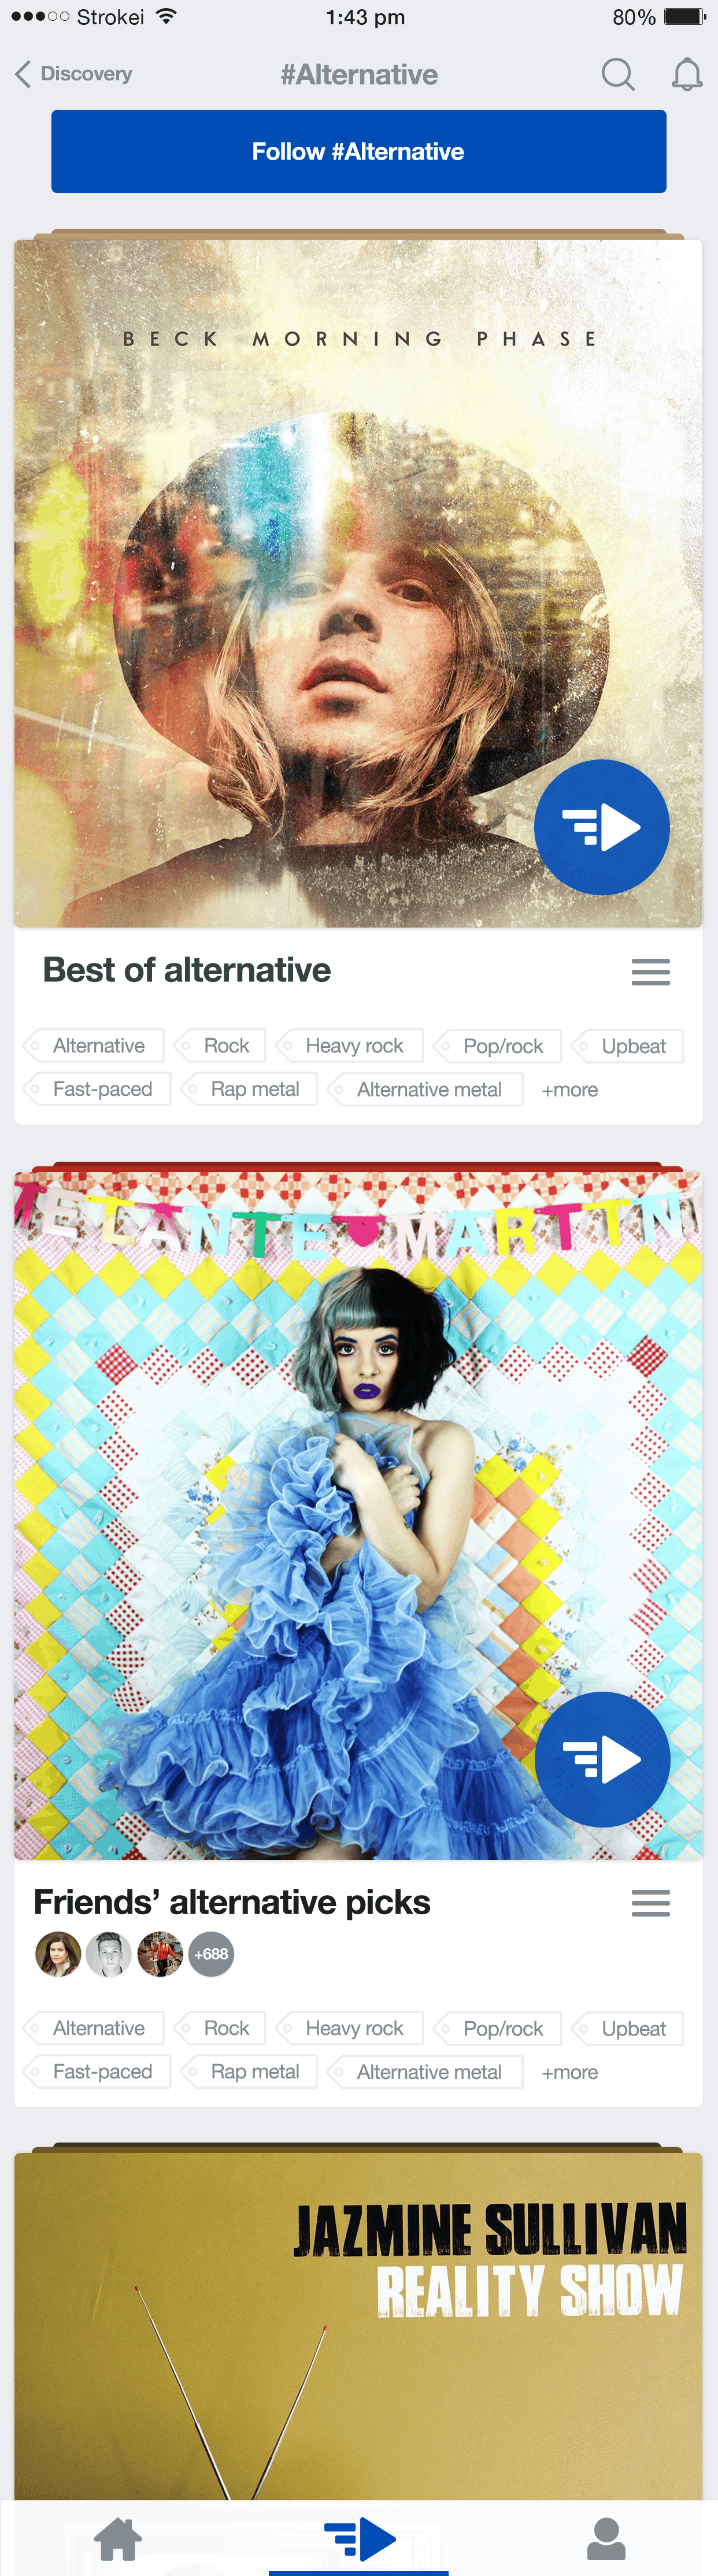 Strokei 1:43 pm 80%
Discovery #Alternative
Follow #Alternative
BECK MORNING PHASE
Best of alternative
Alternative Rock Heavy rock Pop/rock Upbeat
Fast-paced Rap metal Alternative metal +more
MELANIE MARTIN
Friends’ alternative picks
+688
Alternative Rock Heavy rock Pop/rock Upbeat
Fast-paced Rap metal Alternative metal +more
JAZMINE SULLIVAN
REALITY SHOW